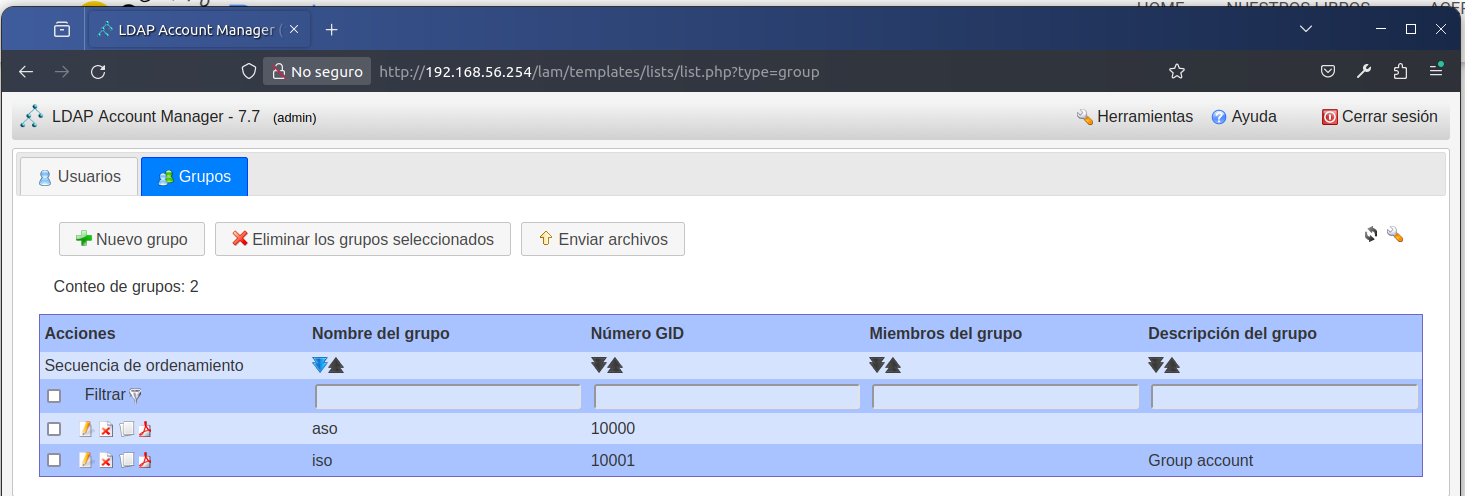 HOME NUESTROS LIBROS
LDAP Account Manager (
No seguro http://192.168.56.254/lam/templates/lists/list.php?type=group
LDAP Account Manager - 7.7 (admin) Herramientas Ayuda Cerrar sesión
Usuarios Grupos
Nuevo grupo Eliminar los grupos seleccionados Enviar archivos
Conteo de grupos: 2
Acciones Nombre del grupo Número GID Miembros del grupo Descripción del grupo
Secuencia de ordenamiento
Filtrar
aso 10000
iso 10001 Group account